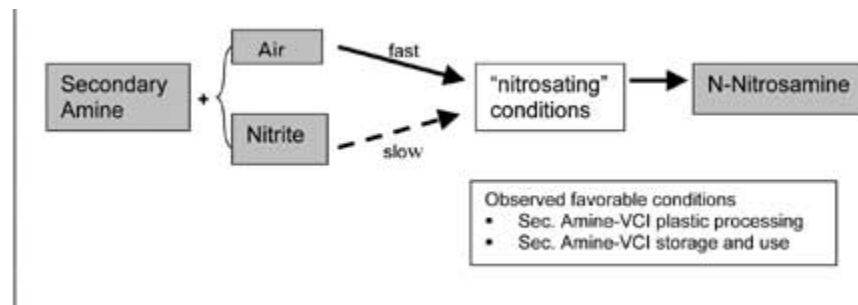 Air
fast
Secondary
Amine
+
"nitrosating"
conditions
N-Nitrosamine
Nitrite
slow
Observed favorable conditions
▪ Sec. Amine-VCI plastic processing
▪ Sec. Amine-VCI storage and use